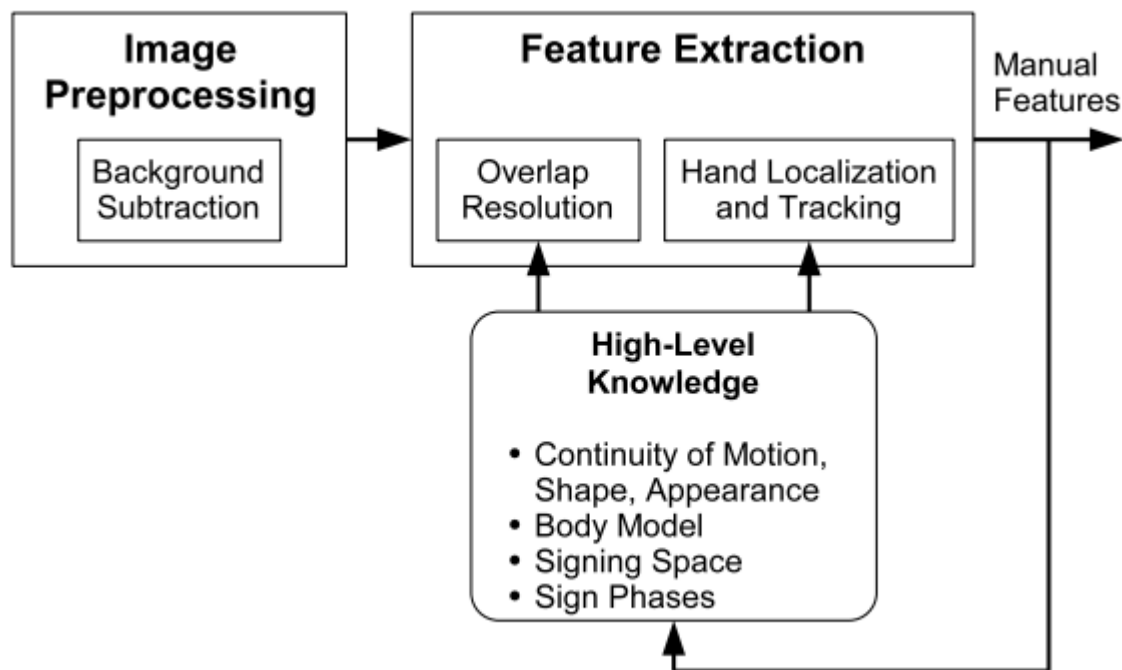 Image
Preprocessing
Background
Subtraction
Feature Extraction
Overlap
Resolution
Hand Localization
and Tracking
Manual
Features
High-Level
Knowledge
• Continuity of Motion,
Shape, Appearance
• Body Model
• Signing Space
• Sign Phases